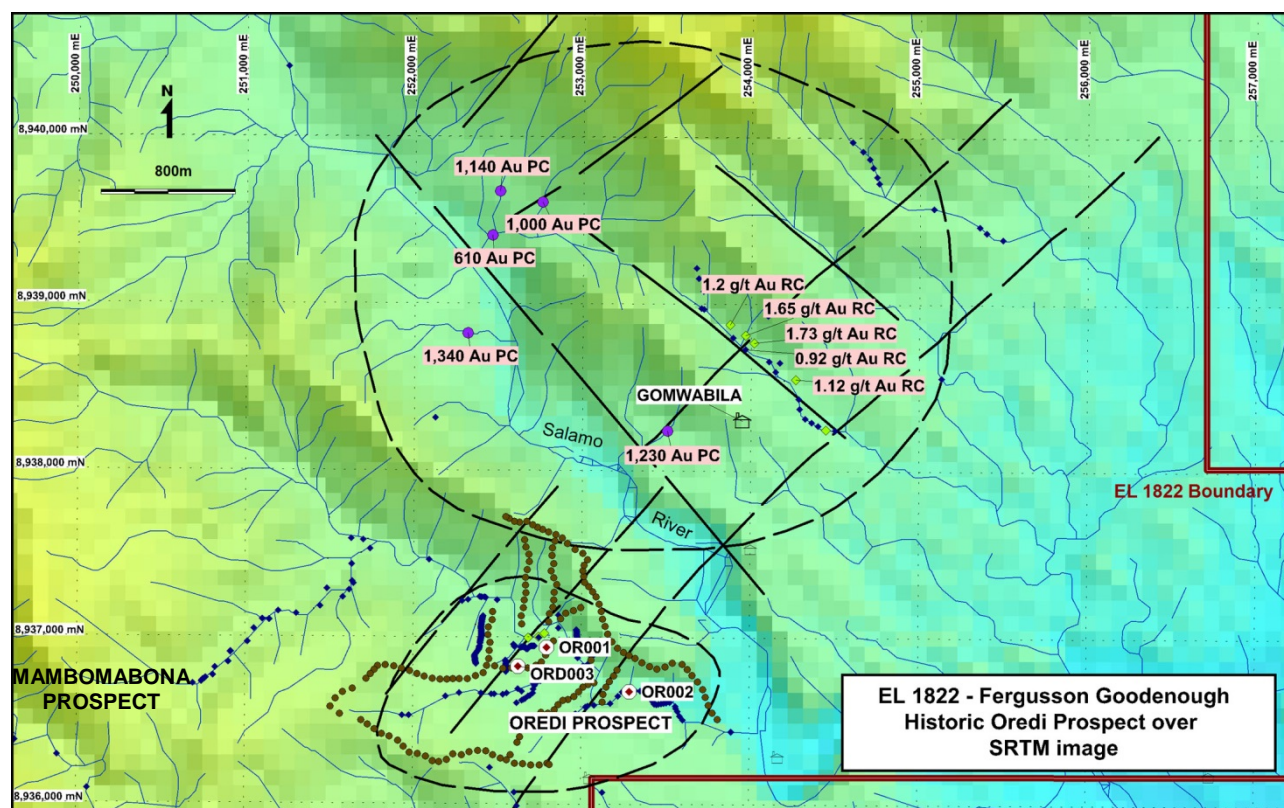 250,000 mE
251,000 mE
252,000 mE
253,000 mE
254,000 mE
255,000 mE
256,000 mE
257,000 mE
N
8,940,000 mN
800m
1,140 Au PC
1,000 Au PC
610 Au PC
8,939,000 mN
1.2 g/t Au RC
1.65 g/t Au RC
1.73 g/t Au RC
0.92 g/t Au RC
1.12 g/t Au RC
1,340 Au PC
GOMWABILA
Salamo
1,230 Au PC
8,938,000 mN
EL 1822 Boundary
River
8,937,000 mN
OR001
ORD003
OR002
MAMBOMABONA
PROSPECT
OREDI PROSPECT
EL 1822 - Fergusson Goodenough
Historic Oredi Prospect over
SRTM image
8,936,000 mN